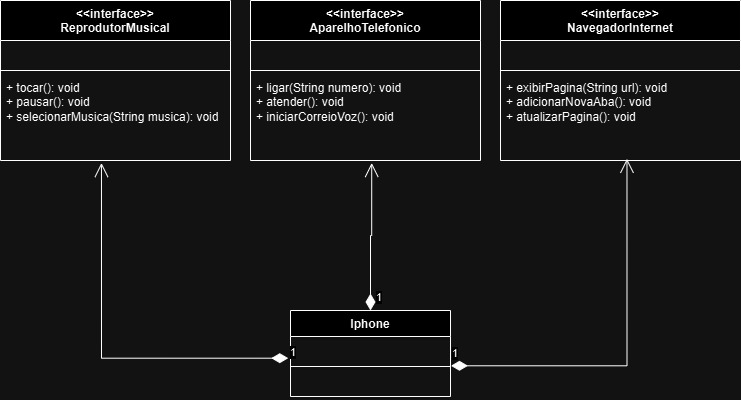 <<interface>>
ReprodutorMusical
+ tocar(): void
+ pausar(): void
+ selecionarMusica(String musica): void
<<interface>>
AparelhoTelefonico
+ ligar(String numero): void
+ atender(): void
+ iniciarCorreioVoz(): void
<<interface>>
NavegadorInternet
+ exibirPagina(String url): void
+ adicionarNovaAba(): void
+ atualizarPagina(): void
1
Iphone
1
1